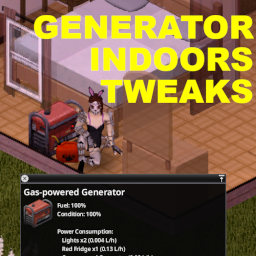 GENERATOR
INDOORS
TWEAKS
Gas-powered Generator
Fuel: 100%
Condition: 100%
Power Consumption:
Lights x2 (0.004 L/h)
Red Fridge x1 (0.13 L/h)